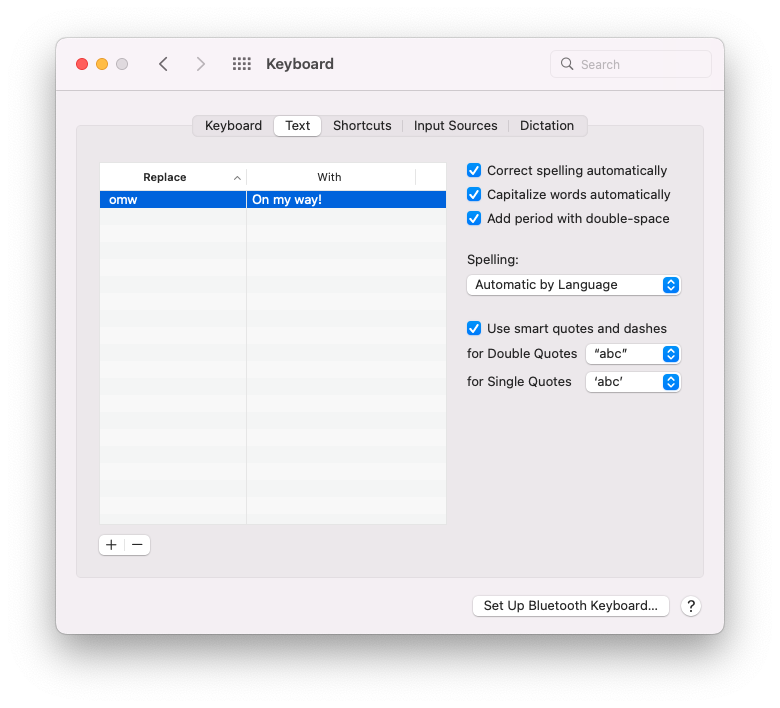 Keyboard
Search
Keyboard Text Shortcuts Input Sources Dictation
Replace With
omw On my way!
Correct spelling automatically
Capitalize words automatically
Add period with double-space
Spelling:
Automatic by Language
Use smart quotes and dashes
for Double Quotes “abc”
for Single Quotes ‘abc’
+ −
Set Up Bluetooth Keyboard... ?